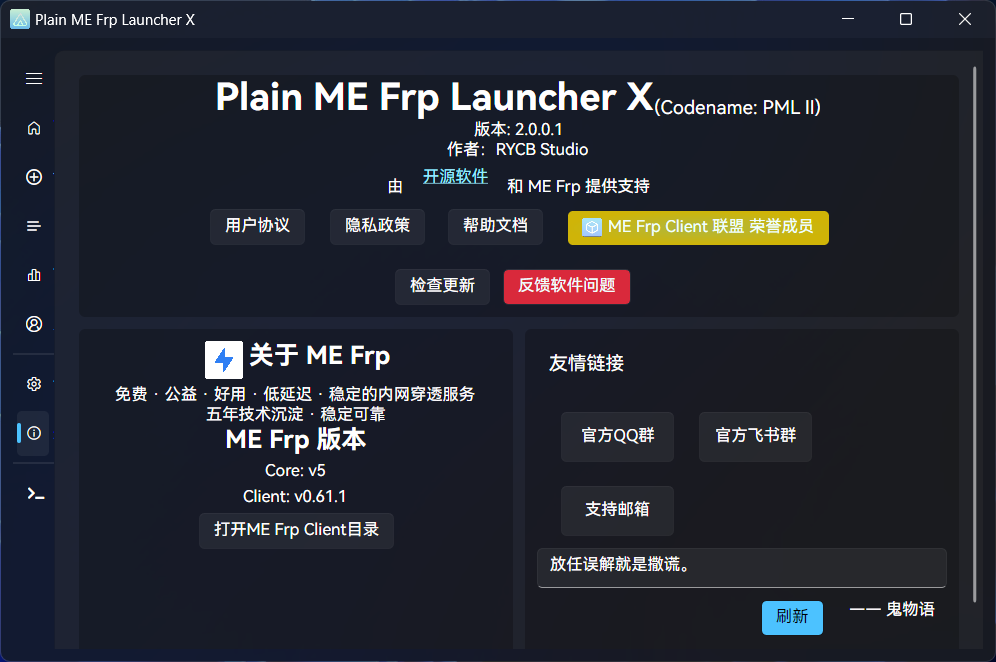 Plain ME Frp Launcher X
Plain ME Frp Launcher X(Codename: PML II)
版本: 2.0.0.1
作者：RYCB Studio
由 开源软件 和 ME Frp 提供支持
用户协议 隐私政策 帮助文档 ME Frp Client 联盟 荣誉成员
检查更新 反馈软件问题
关于 ME Frp
免费 · 公益 · 好用 · 低延迟 · 稳定的内网穿透服务
五年技术沉淀 · 稳定可靠
ME Frp 版本
Core: v5
Client: v0.61.1
打开ME Frp Client目录
友情链接
官方QQ群 官方飞书群
支持邮箱
放任误解就是撒谎。
刷新 —— 鬼物语